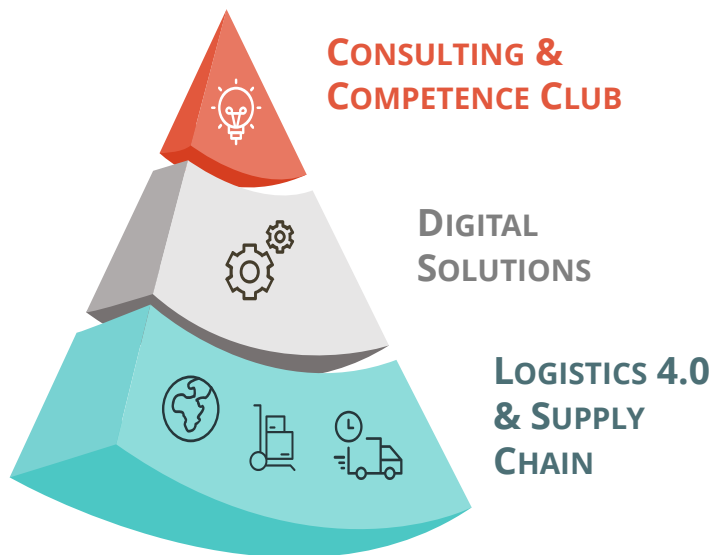 Consulting &
Competence Club
Digital
Solutions
Logistics 4.0
& Supply
Chain